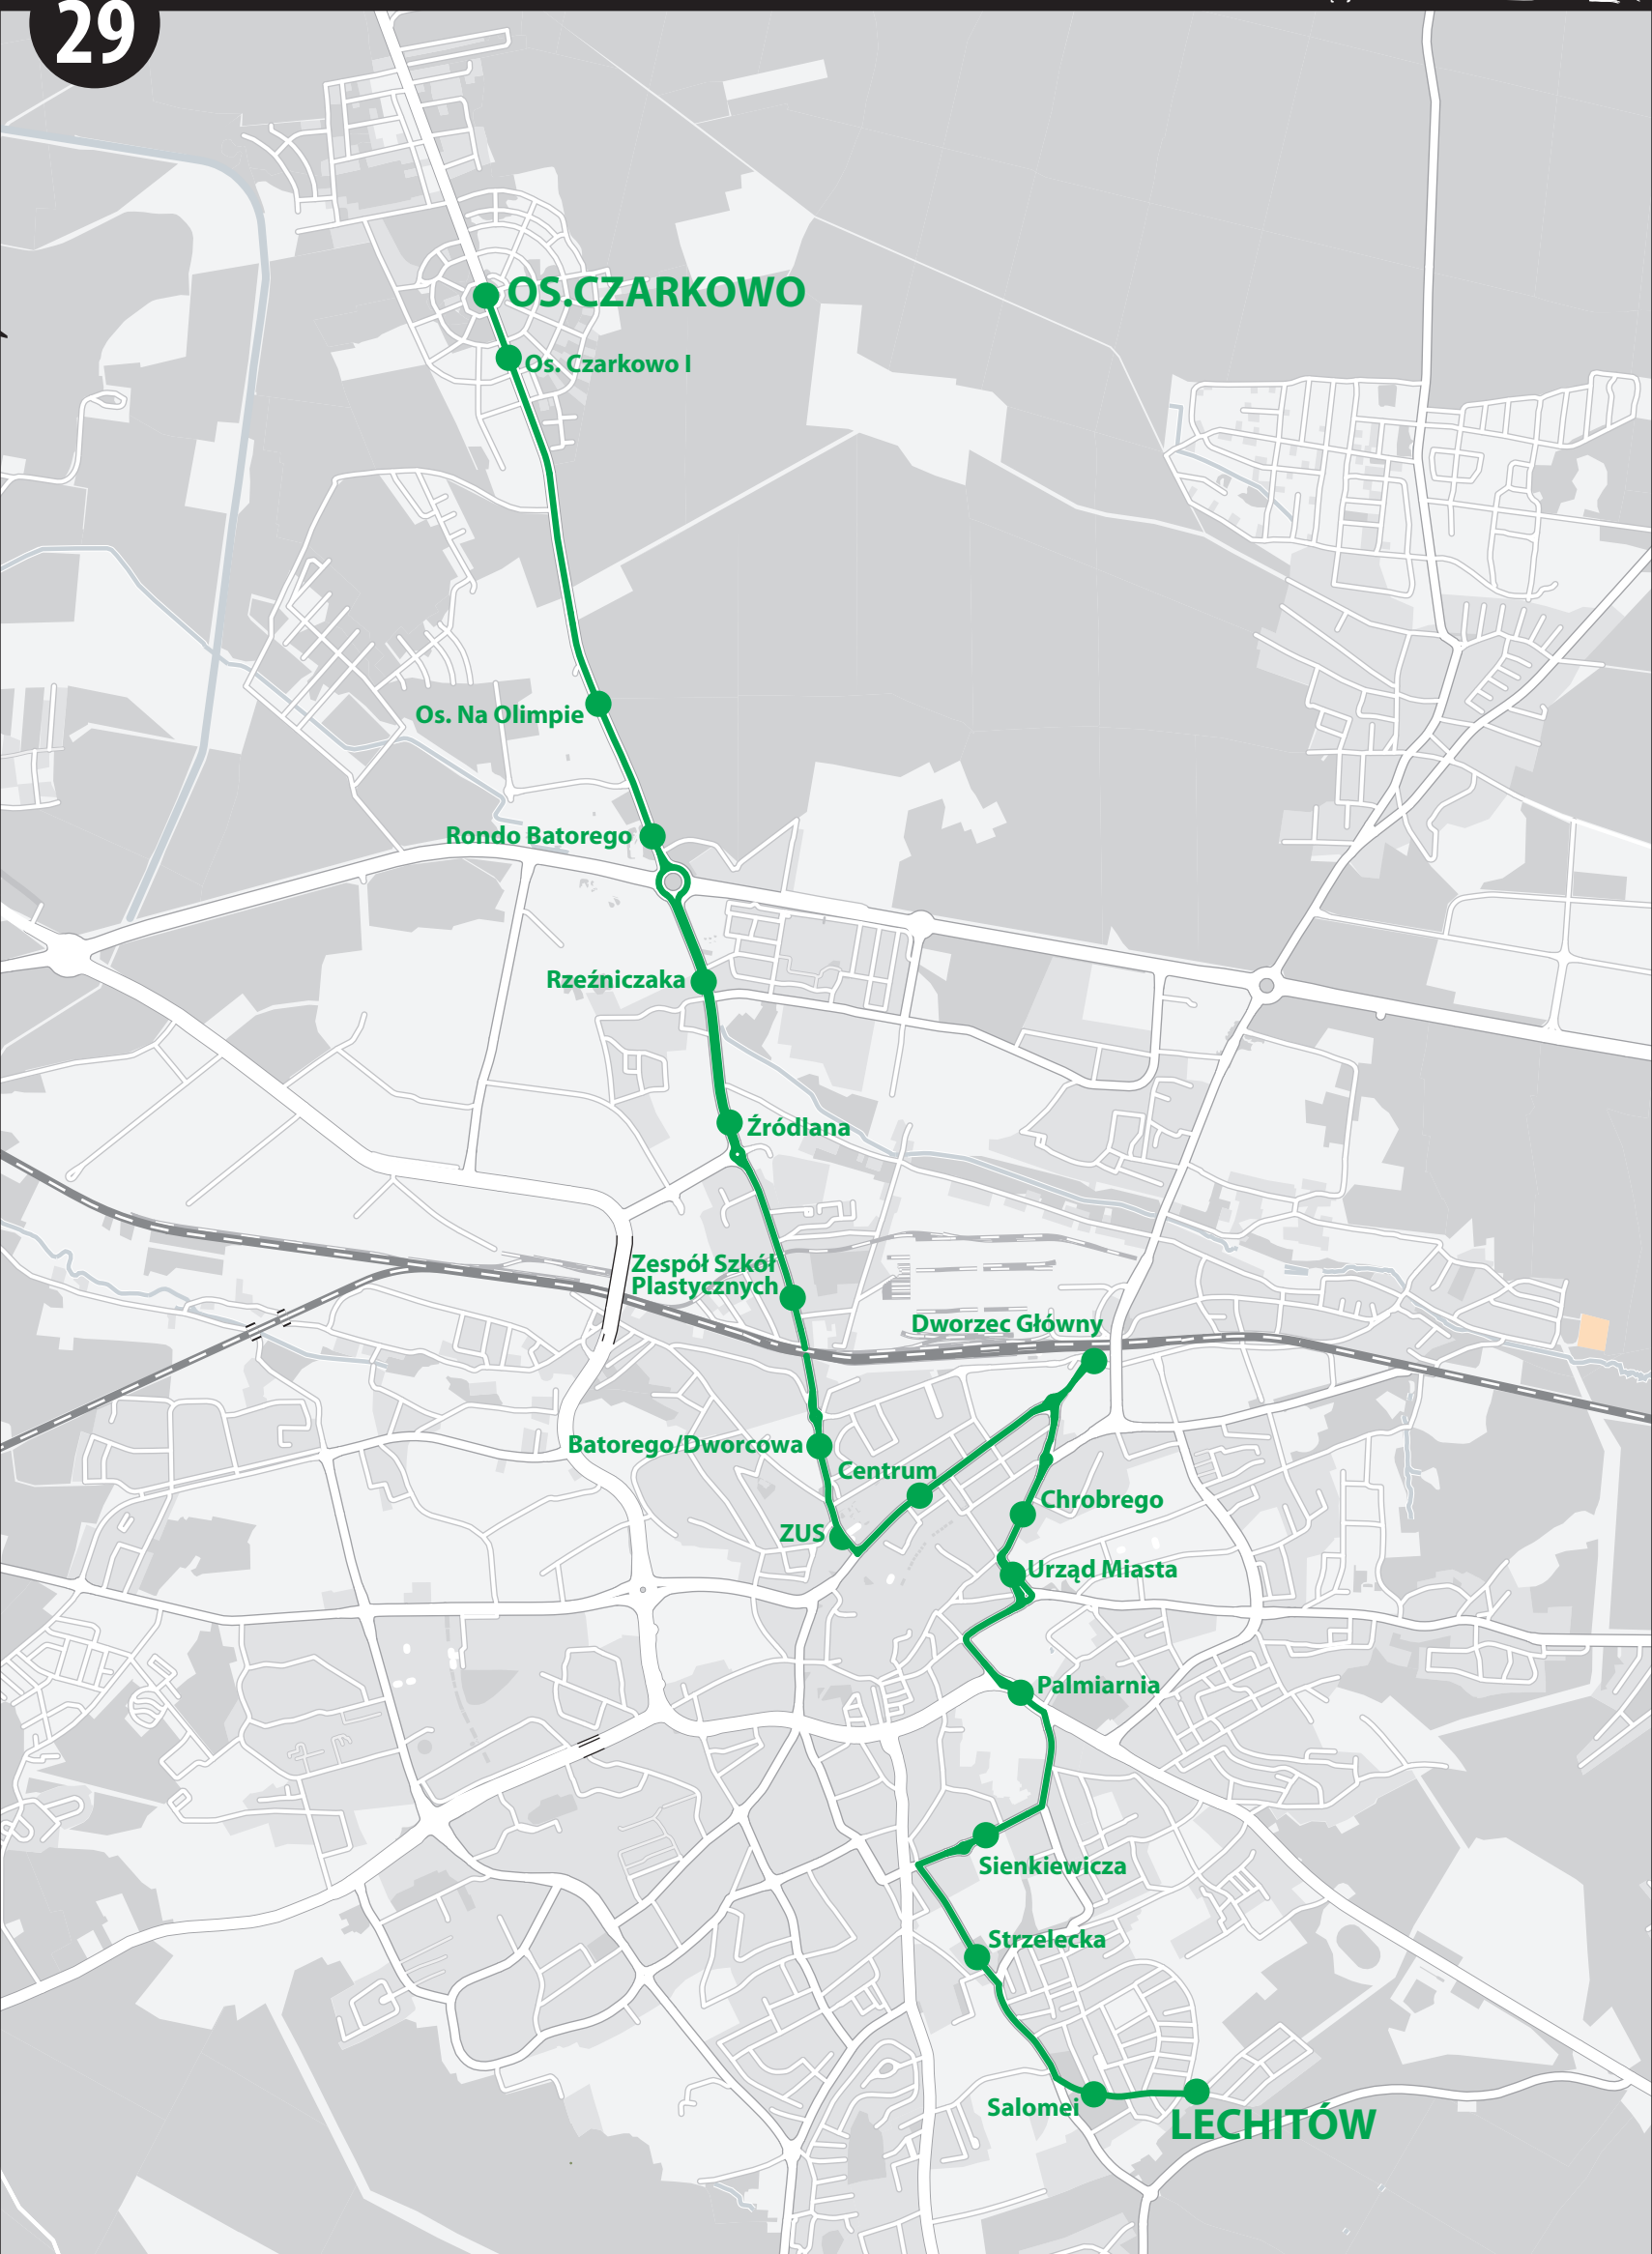 29
OS.CZARKOWO
Os. Czarkowo I
Os. Na Olimpie
Rondo Batorego
Rzeźniczaka
Źródlana
Zespół Szkół
Plastycznych
Dworzec Główny
Batorego/Dworcowa
Centrum
Chrobrego
ZUS
Urząd Miasta
Palmiarnia
Sienkiewicza
Strzelecka
Salomei
LECHITÓW